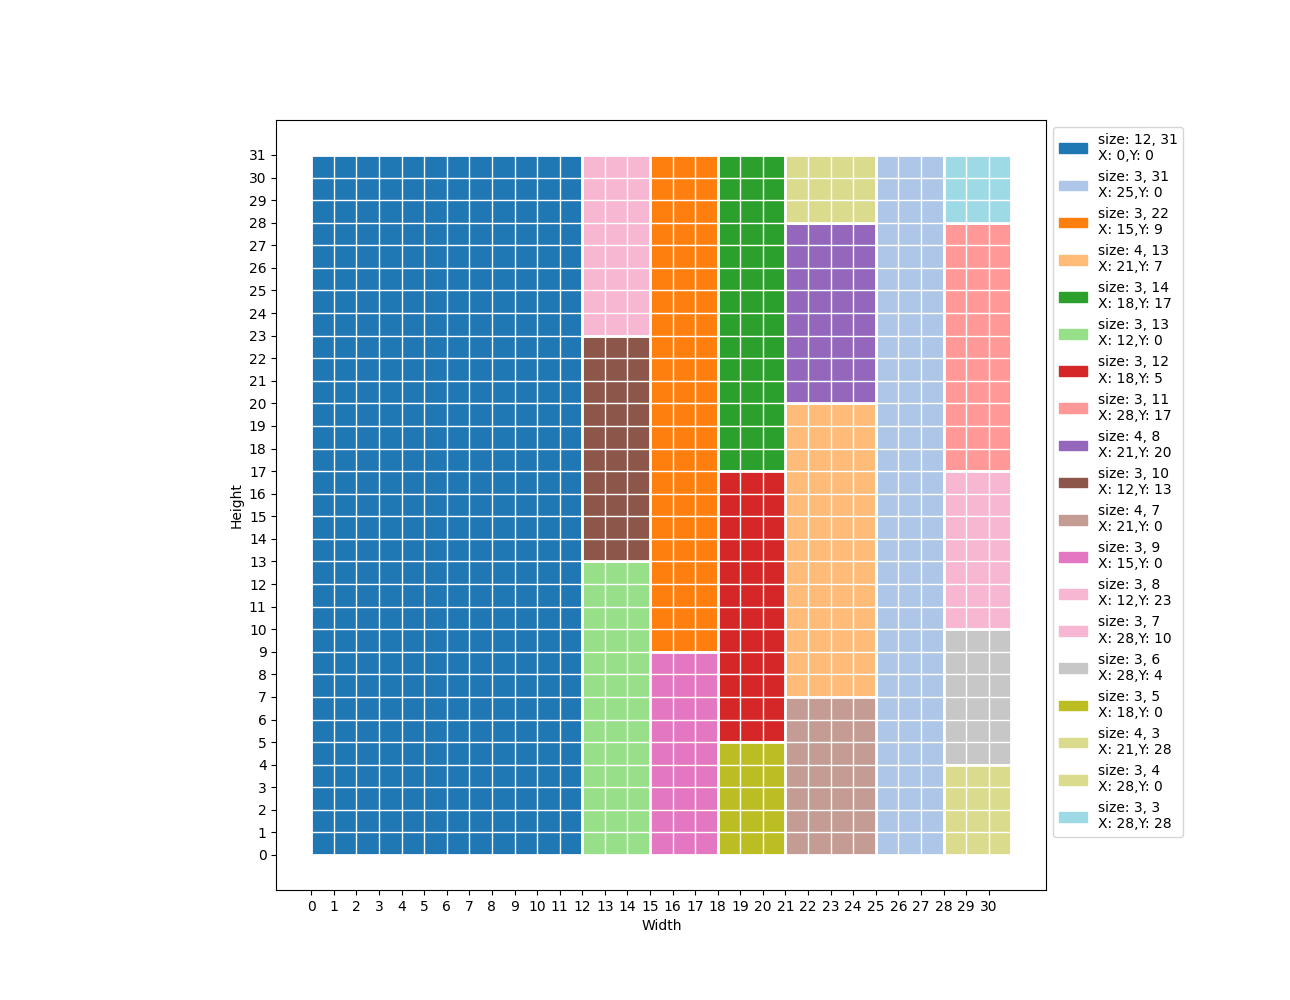 31
30
29
28
27
26
25
24
23
22
21
20
19
18
17
16
15
14
13
12
11
10
9
8
7
6
5
4
3
2
1
0
Height
0 1 2 3 4 5 6 7 8 9 10 11 12 13 14 15 16 17 18 19 20 21 22 23 24 25 26 27 28 29 30
Width
size: 12, 31
X: 0,Y: 0
size: 3, 31
X: 25,Y: 0
size: 3, 22
X: 15,Y: 9
size: 4, 13
X: 21,Y: 7
size: 3, 14
X: 18,Y: 17
size: 3, 13
X: 12,Y: 0
size: 3, 12
X: 18,Y: 5
size: 3, 11
X: 28,Y: 17
size: 4, 8
X: 21,Y: 20
size: 3, 10
X: 12,Y: 13
size: 4, 7
X: 21,Y: 0
size: 3, 9
X: 15,Y: 0
size: 3, 8
X: 12,Y: 23
size: 3, 7
X: 28,Y: 10
size: 3, 6
X: 28,Y: 4
size: 3, 5
X: 18,Y: 0
size: 4, 3
X: 21,Y: 28
size: 3, 4
X: 28,Y: 0
size: 3, 3
X: 28,Y: 28